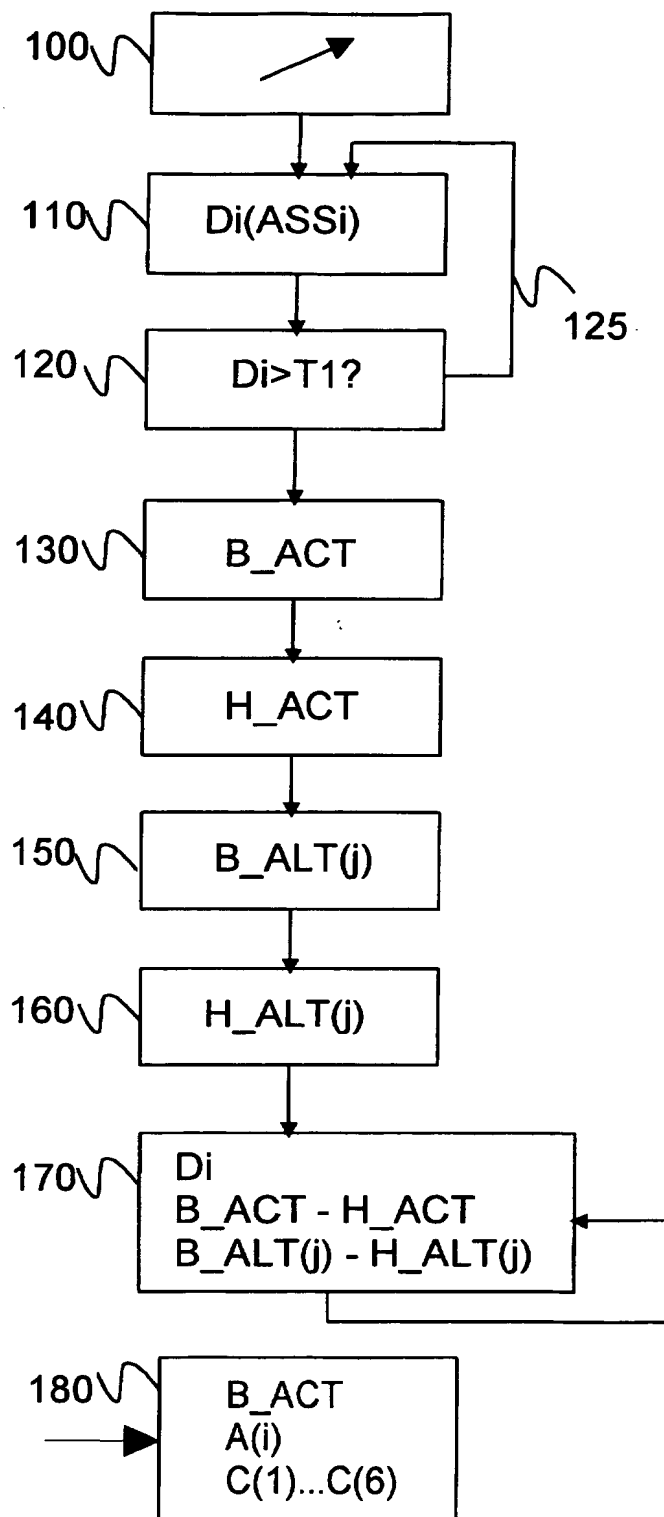 100
110
Di(ASSi)
125
120
Di>T1?
130
B_ACT
140
H_ACT
150
B_ALT(j)
160
H_ALT(j)
170
Di
B_ACT - H_ACT
B_ALT(j) - H_ALT(j)
180
B_ACT
A(i)
C(1)...C(6)